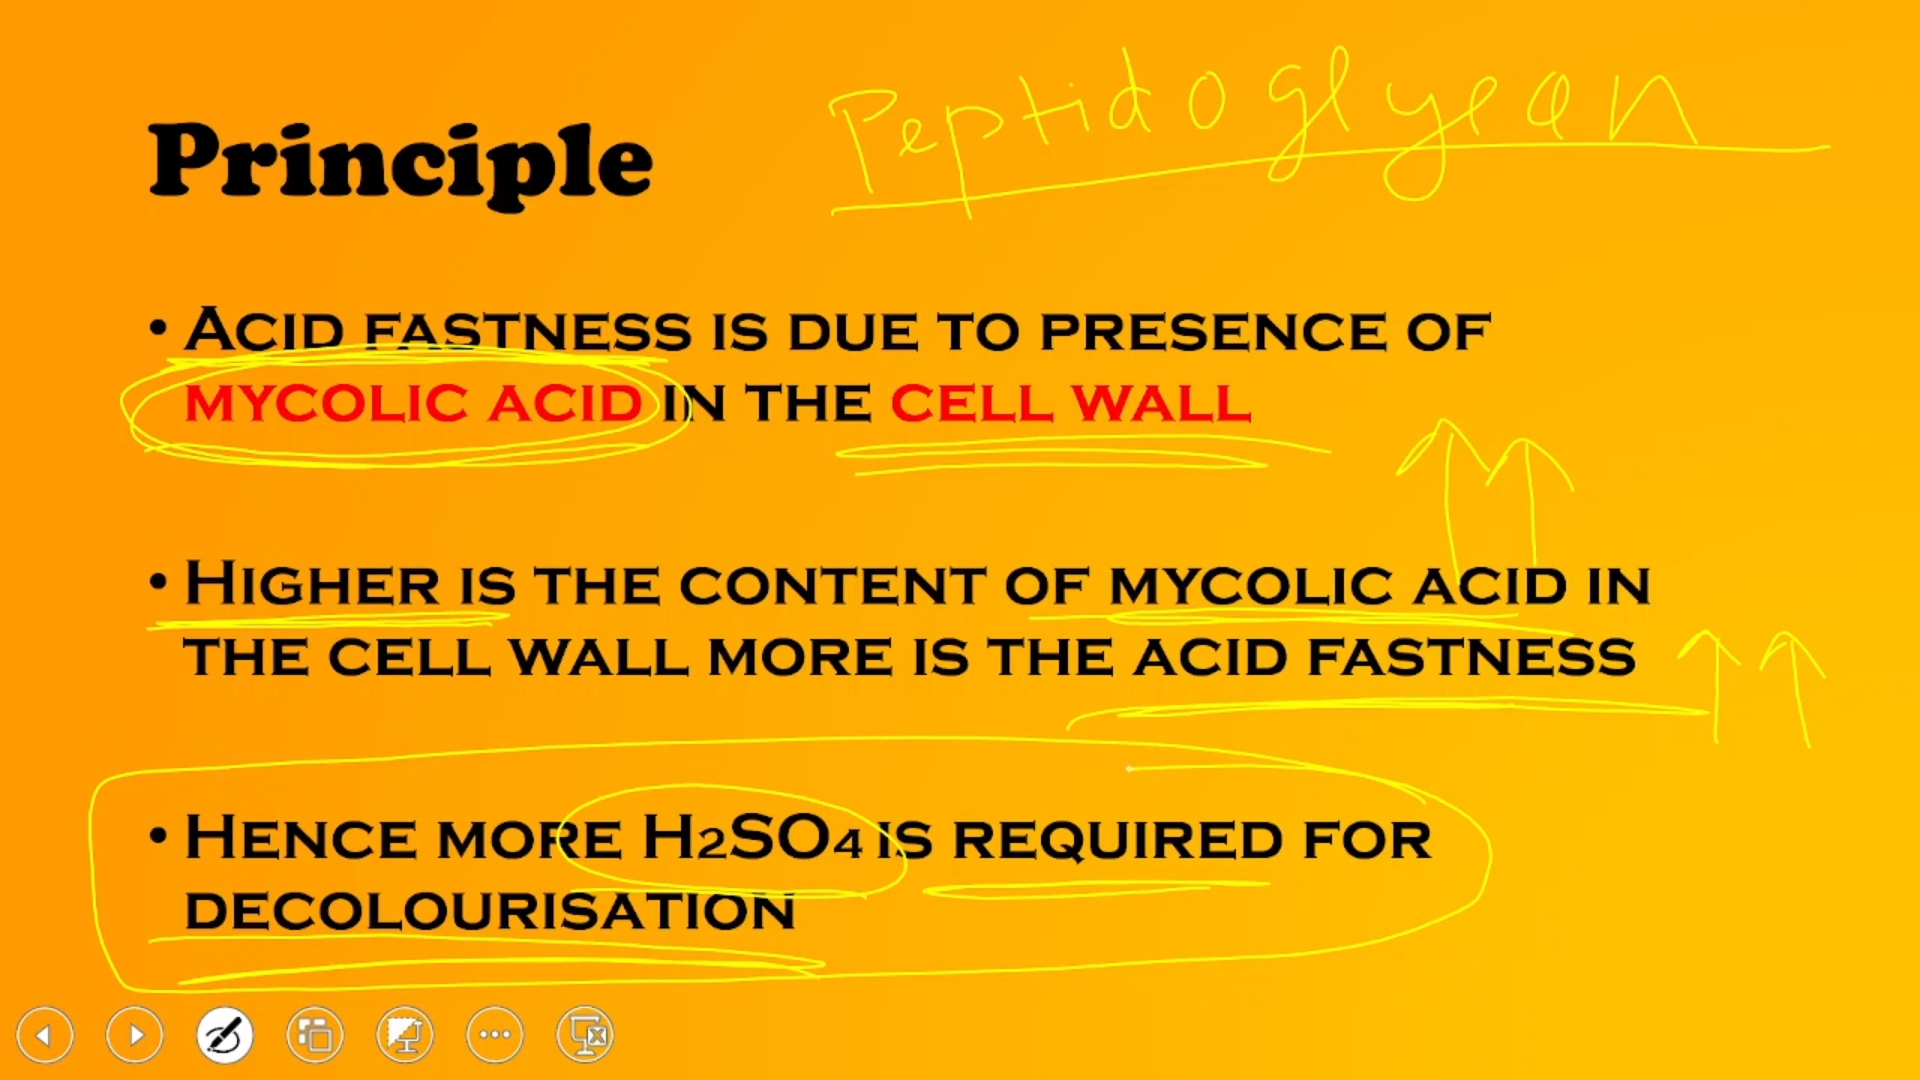 Peptidoglycan
Principle
• ACID FASTNESS IS DUE TO PRESENCE OF
MYCOLIC ACID IN THE CELL WALL
• HIGHER IS THE CONTENT OF MYCOLIC ACID IN
THE CELL WALL MORE IS THE ACID FASTNESS
• HENCE MORE H2SO4 IS REQUIRED FOR
DECOLOURISATION